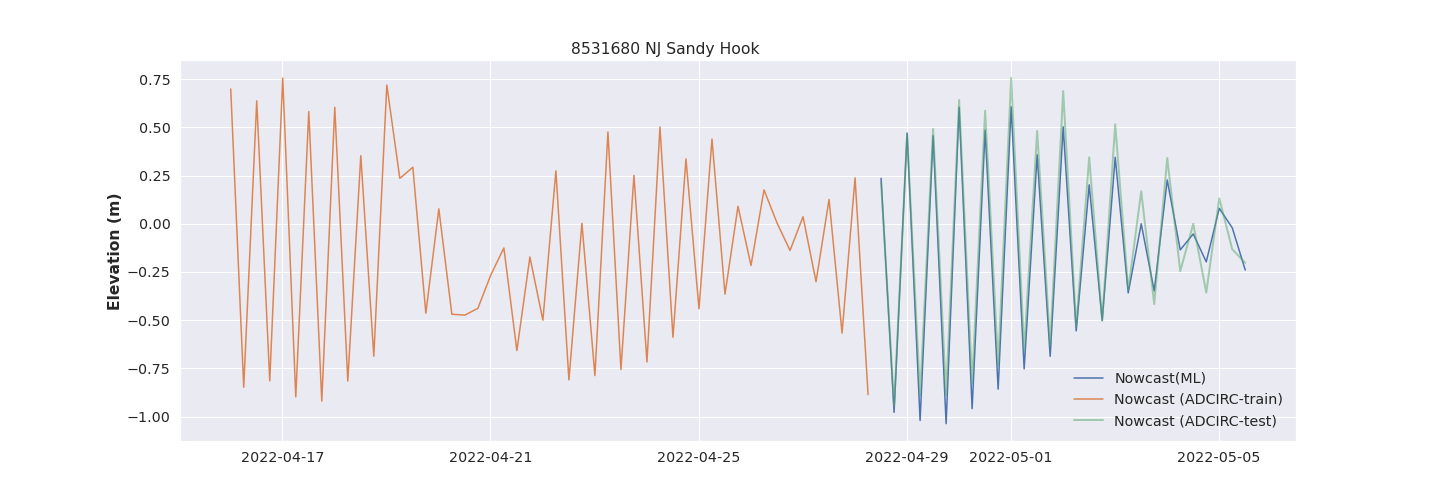 8531680 NJ Sandy Hook
Elevation (m)
0.75
0.50
0.25
0.00
−0.25
−0.50
−0.75
−1.00
Nowcast(ML)
Nowcast (ADCIRC-train)
Nowcast (ADCIRC-test)
2022-04-17 2022-04-21 2022-04-25 2022-04-29 2022-05-01 2022-05-05